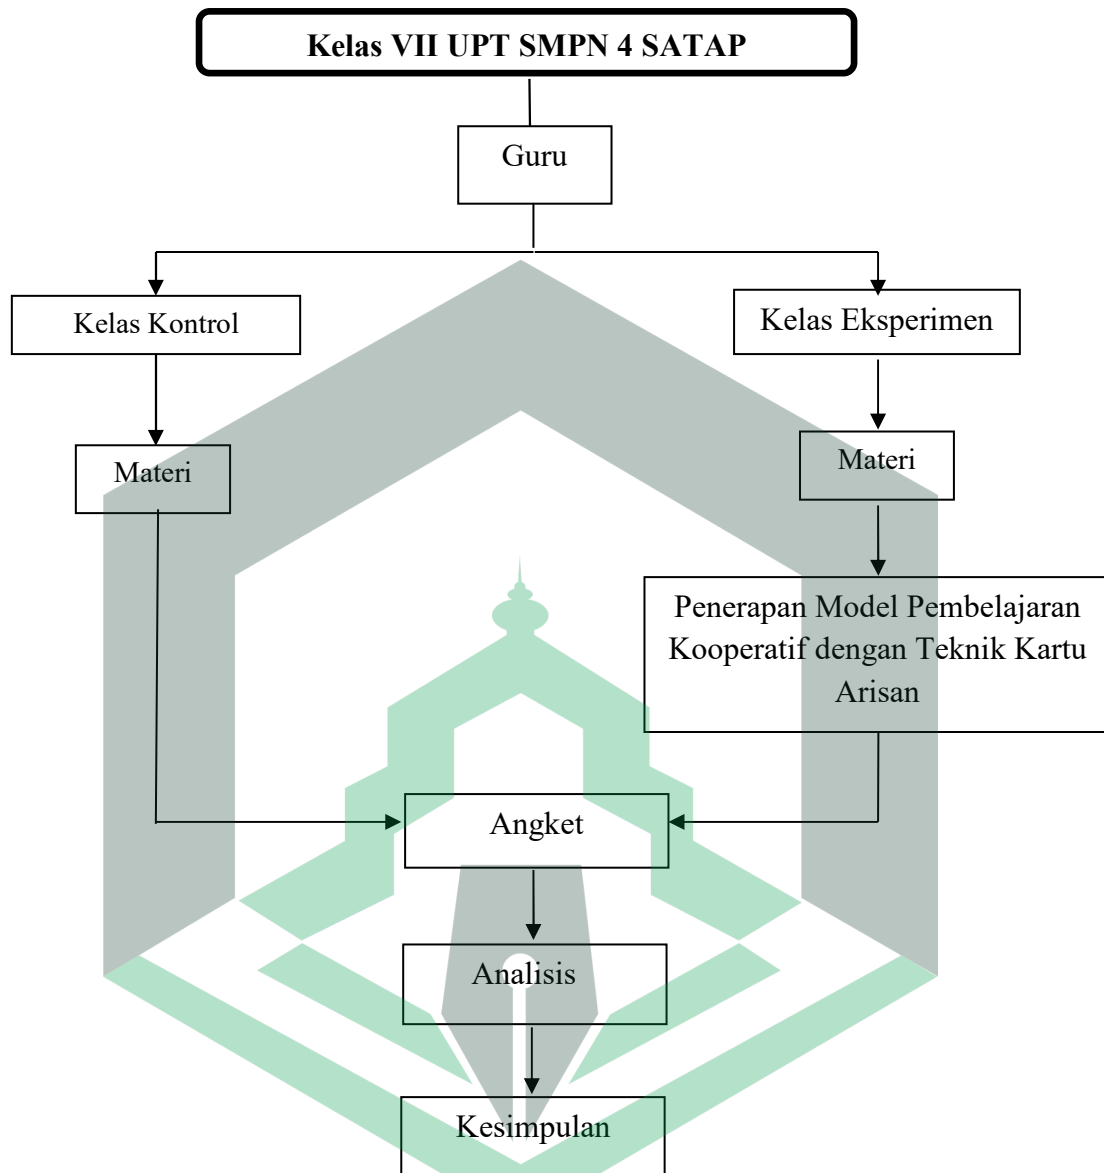 Kelas VII UPT SMPN 4 SATAP
Guru
Kelas Kontrol
Kelas Eksperimen
Materi
Materi
Penerapan Model Pembelajaran
Kooperatif dengan Teknik Kartu
Arisan
Angket
Analisis
Kesimpulan